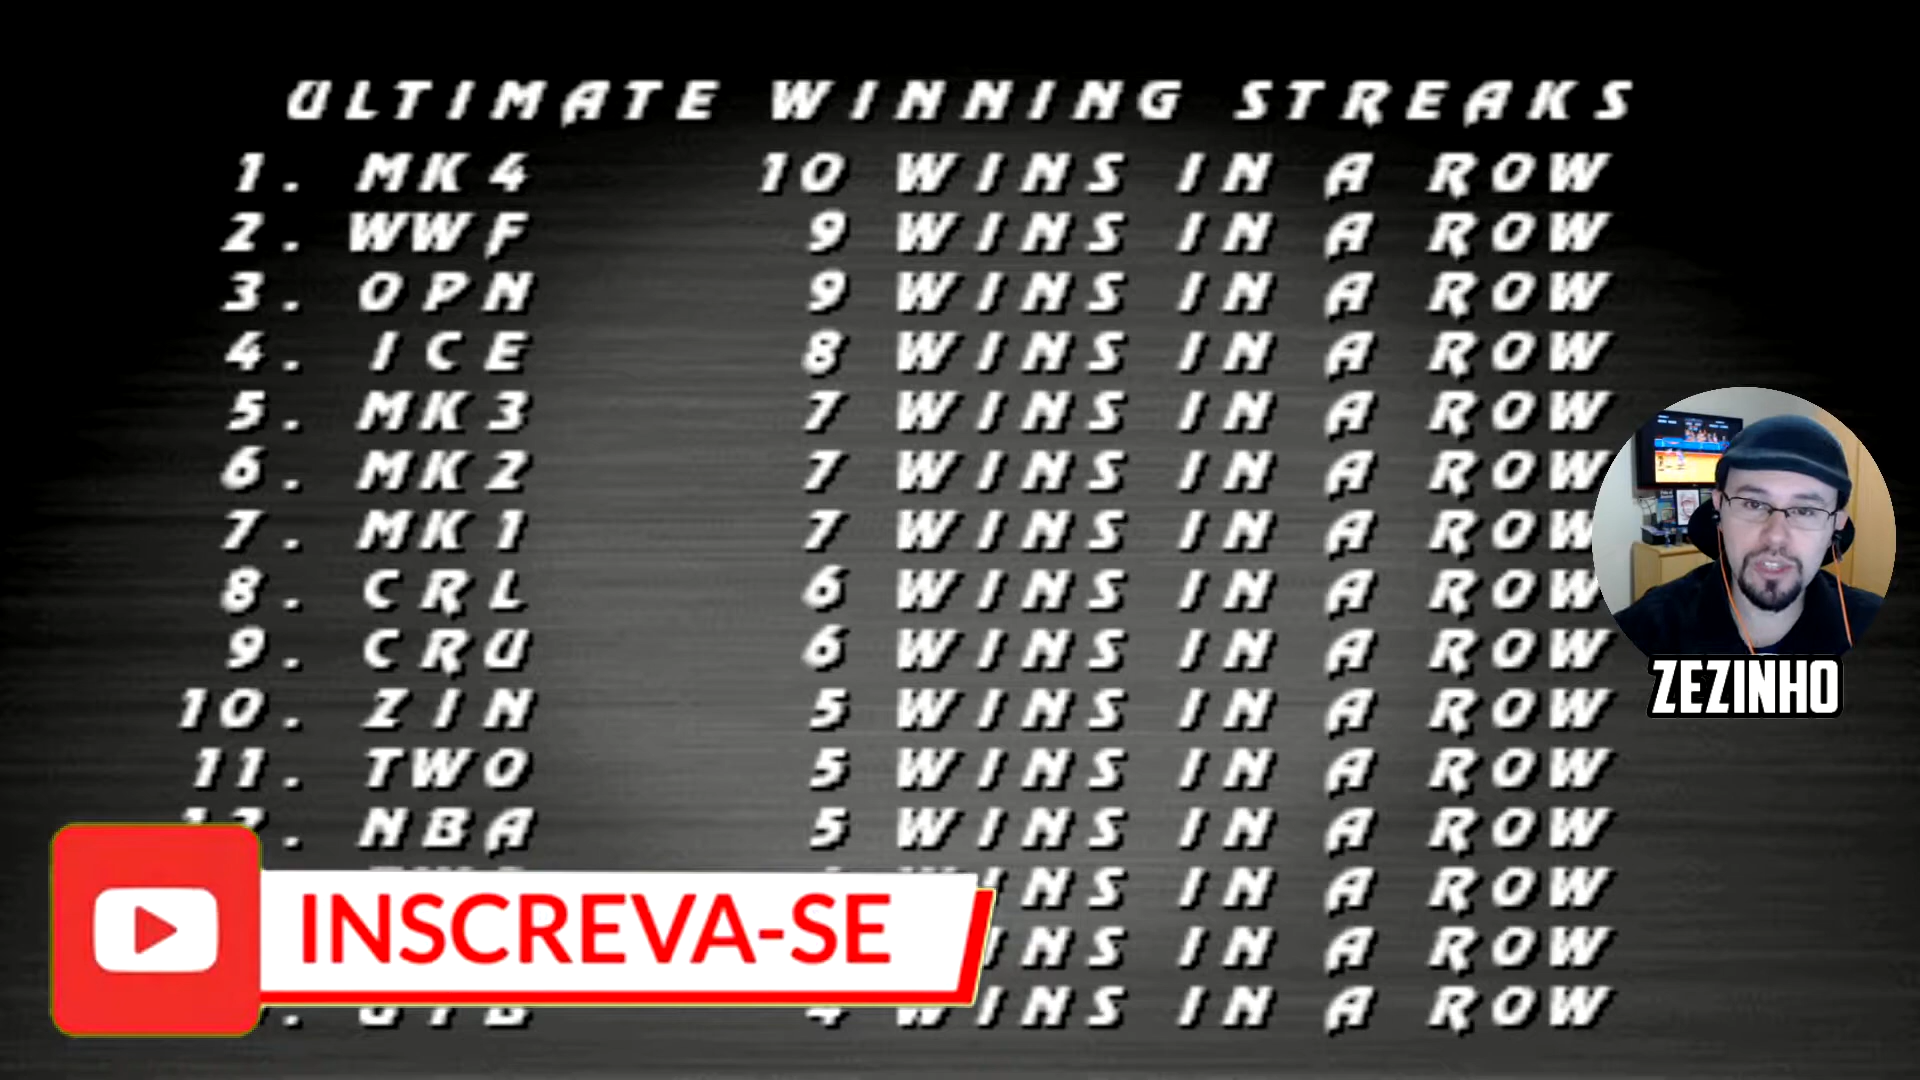 ULTIMATE WINNING STREAKS
1. MK4 10 WINS IN A ROW
2. WWF 9 WINS IN A ROW
3. OPN 9 WINS IN A ROW
4. ICE 8 WINS IN A ROW
5. MK3 7 WINS IN A ROW
6. MK2 7 WINS IN A ROW
7. MK1 7 WINS IN A ROW
8. CRL 6 WINS IN A ROW
9. CRU 6 WINS IN A ROW
10. ZIN 5 WINS IN A ROW
11. TWO 5 WINS IN A ROW
12. NBA 5 WINS IN A ROW
IN A ROW
IN A ROW
4 WINS IN A ROW
INSCREVA-SE
ZEZINHO